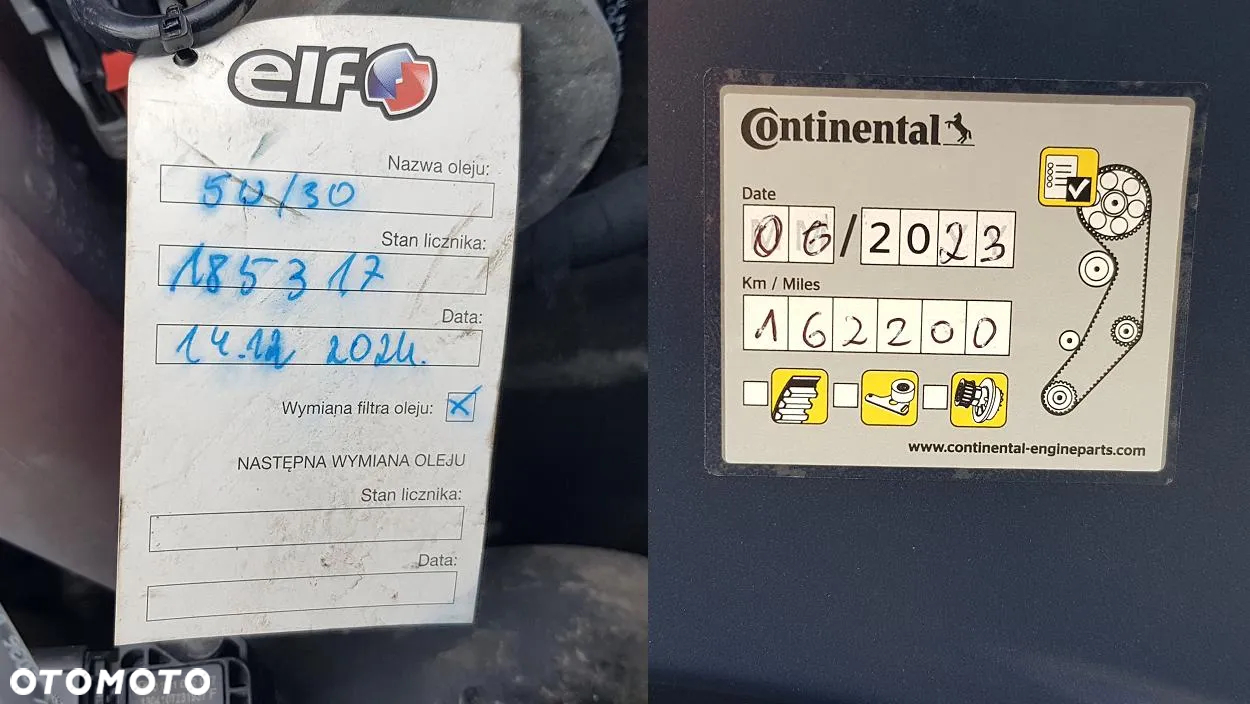 elf
Nazwa oleju:
5W/30
Stan licznika:
185317
Data:
14.12 2024.
Wymiana filtra oleju: X
NASTĘPNA WYMIANA OLEJU
Stan licznika:
Data:
OTOMOTO
Continental
Date
06/2023
Km / Miles
162200
www.continental-engineparts.com